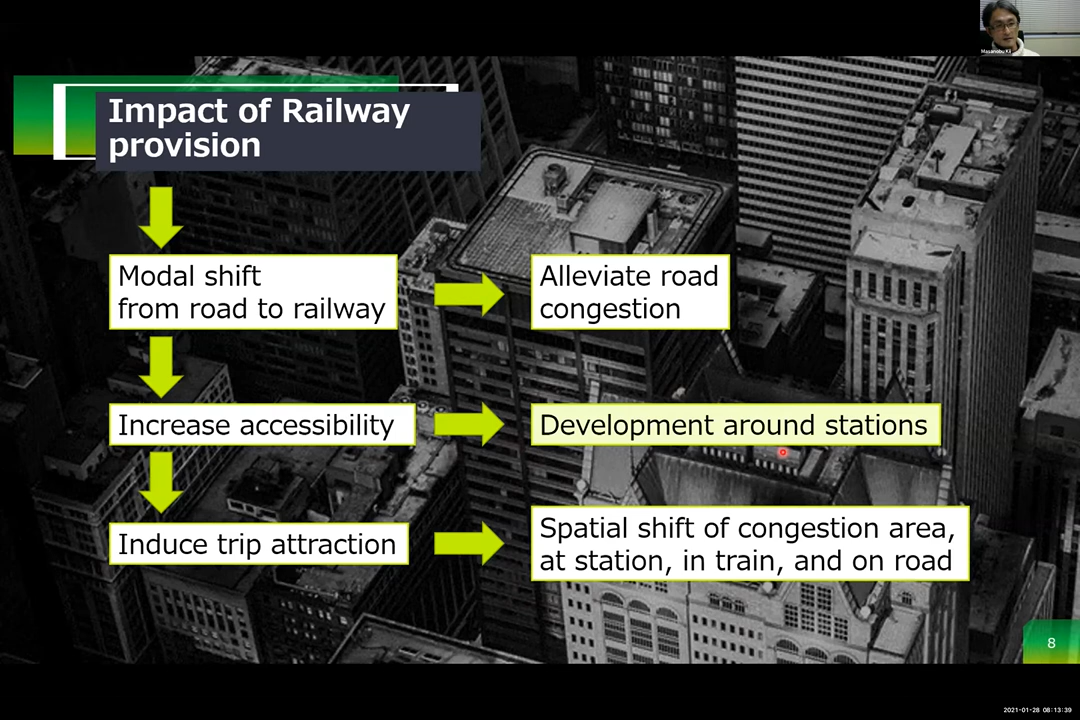 Masanobu Kii
Impact of Railway
provision
Modal shift
from road to railway
Alleviate road
congestion
Increase accessibility
Development around stations
Induce trip attraction
Spatial shift of congestion area,
at station, in train, and on road
8
2021-01-28 08:13:39